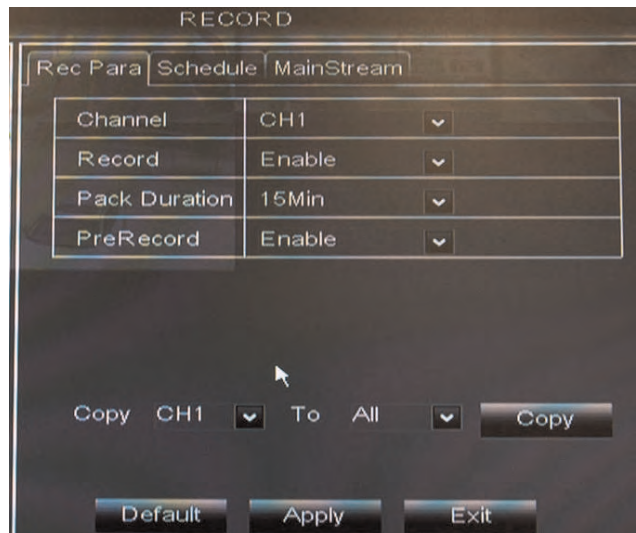 RECORD
Rec Para Schedule MainStream
Channel CH1
Record Enable
Pack Duration 15Min
PreRecord Enable
Copy CH1 To All Copy
Default Apply Exit